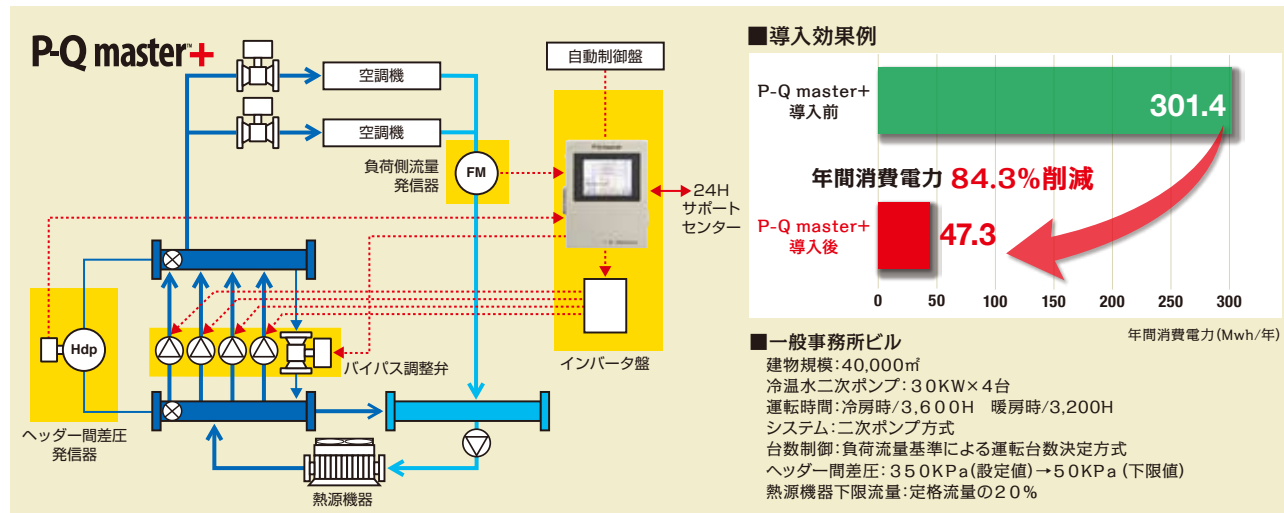 P-Q master™+
空調機
空調機
負荷側流量
発信器
FM
自動制御盤
24H
サポート
センター
インバータ盤
Hdp
ヘッダー間差圧
発信器
バイパス調整弁
熱源機器
■導入効果例
P-Q master+
導入前
301.4
年間消費電力 84.3%削減
P-Q master+
導入後
47.3
0 50 100 150 200 250 300
年間消費電力(Mwh/年)
■一般事務所ビル
建物規模:40,000㎡
冷温水二次ポンプ:30KW×4台
運転時間:冷房時/3,600H 暖房時/3,200H
システム:二次ポンプ方式
台数制御:負荷流量基準による運転台数決定方式
ヘッダー間差圧:350KPa(設定値)→50KPa(下限値)
熱源機器下限流量:定格流量の20%